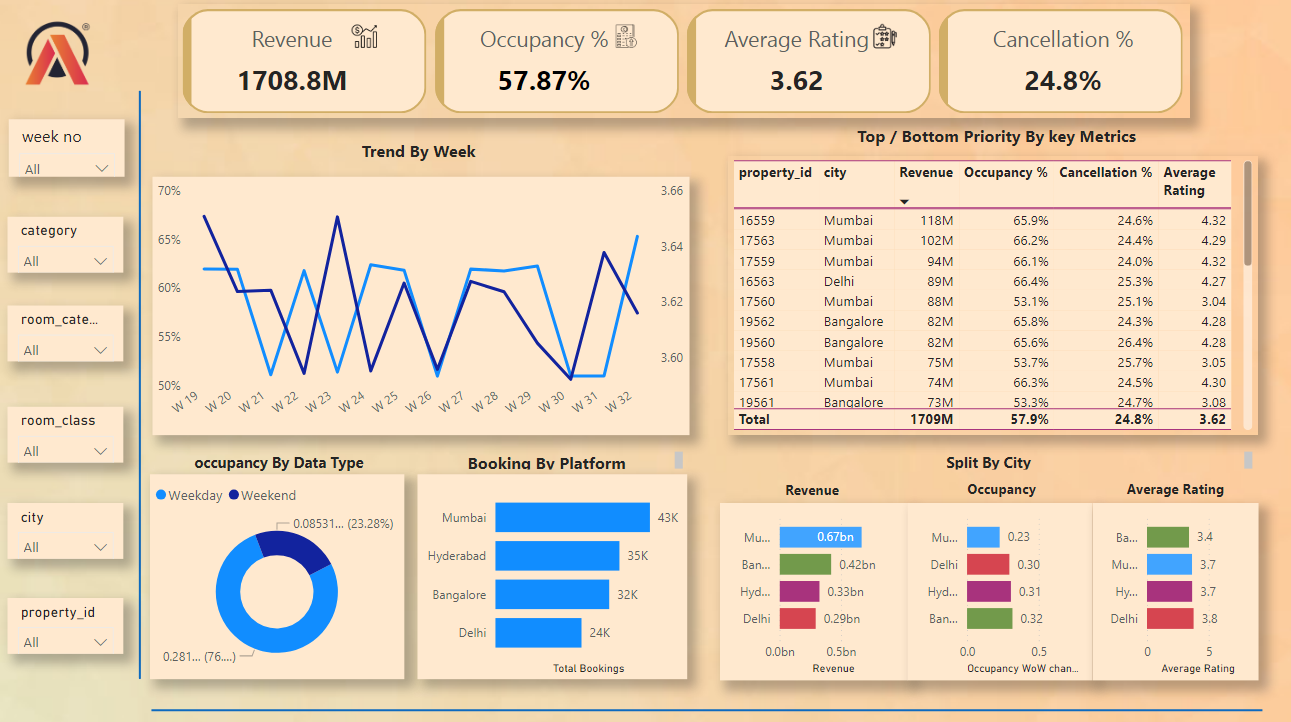 ®
Revenue
1708.8M
Occupancy %
57.87%
Average Rating
3.62
Cancellation %
24.8%
week no
All
category
All
room_cate...
All
room_class
All
city
All
property_id
All
Trend By Week
70%
65%
60%
55%
50%
3.66
3.64
3.62
3.60
W 19
W 20
W 21
W 22
W 23
W 24
W 25
W 26
W 27
W 28
W 29
W 30
W 31
W 32
Top / Bottom Priority By key Metrics
property_id city Revenue Occupancy % Cancellation % Average
Rating
16559 Mumbai 118M 65.9% 24.6% 4.32
17563 Mumbai 102M 66.2% 24.4% 4.29
17559 Mumbai 94M 66.1% 24.0% 4.32
16563 Delhi 89M 66.4% 25.3% 4.27
17560 Mumbai 88M 53.1% 25.1% 3.04
19562 Bangalore 82M 65.8% 24.3% 4.28
19560 Bangalore 82M 65.6% 26.4% 4.28
17558 Mumbai 75M 53.7% 25.7% 3.05
17561 Mumbai 74M 66.3% 24.5% 4.30
19561 Bangalore 73M 53.3% 24.7% 3.08
Total 1709M 57.9% 24.8% 3.62
occupancy By Data Type
Weekday Weekend
0.08531... (23.28%)
0.281... (76....)
Booking By Platform
Mumbai 43K
Hyderabad 35K
Bangalore 32K
Delhi 24K
Total Bookings
Split By City
Revenue
Mu... 0.67bn
Ban... 0.42bn
Hyd... 0.33bn
Delhi 0.29bn
0.0bn 0.5bn
Revenue
Occupancy
Mu... 0.23
Delhi 0.30
Hyd... 0.31
Ban... 0.32
0.0 0.5
Occupancy WoW chan...
Average Rating
Ba... 3.4
Mu... 3.7
Hy... 3.7
Delhi 3.8
0 5
Average Rating